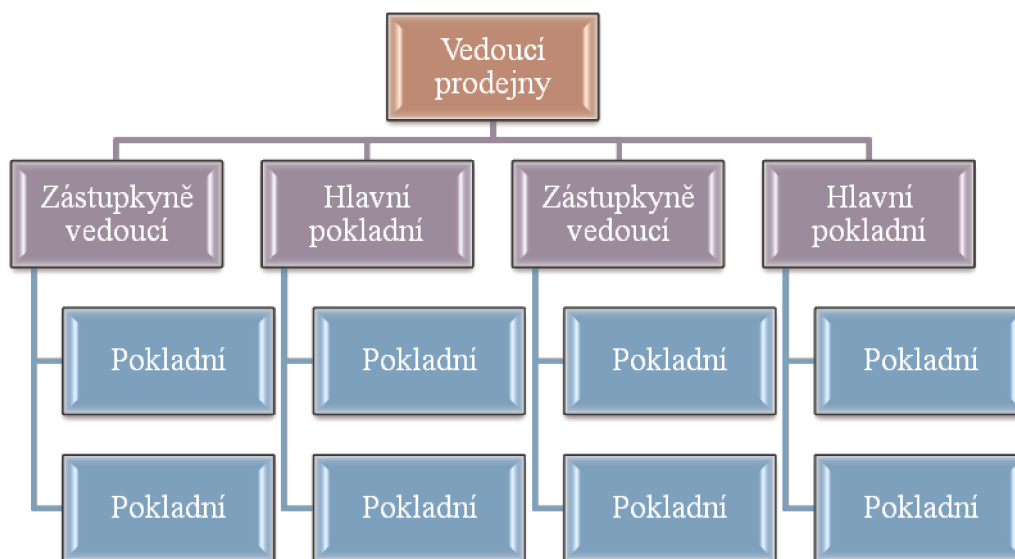 Vedoucí
prodejny
Zástupkyně
vedoucí
Hlavní
pokladní
Zástupkyně
vedoucí
Hlavní
pokladní
Pokladní
Pokladní
Pokladní
Pokladní
Pokladní
Pokladní
Pokladní
Pokladní